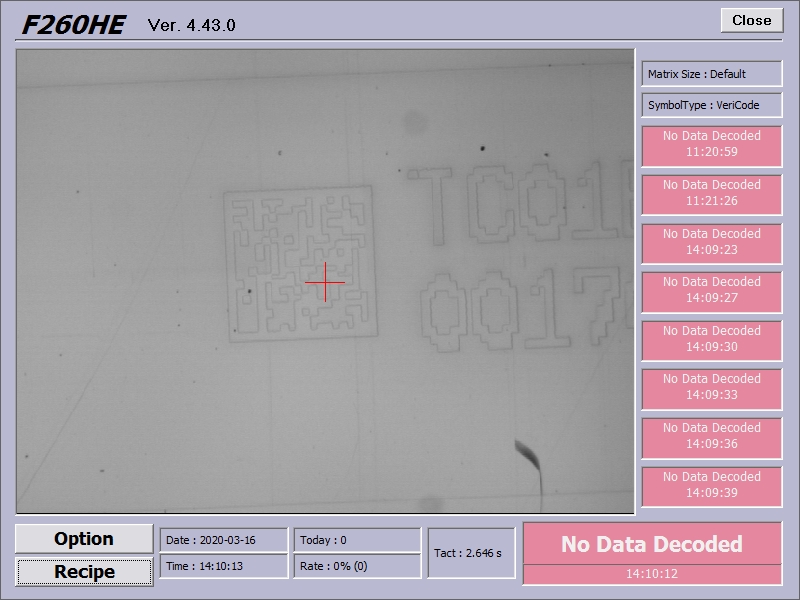 F260HE Ver. 4.43.0 Close
Matrix Size : Default
SymbolType : VeriCode
No Data Decoded
11:20:59
No Data Decoded
11:21:26
No Data Decoded
14:09:23
No Data Decoded
14:09:27
No Data Decoded
14:09:30
No Data Decoded
14:09:33
No Data Decoded
14:09:36
No Data Decoded
14:09:39
TC01
0017
Option
Recipe
Date : 2020-03-16
Time : 14:10:13
Today : 0
Rate : 0% (0)
Tact : 2.646 s
No Data Decoded
14:10:12